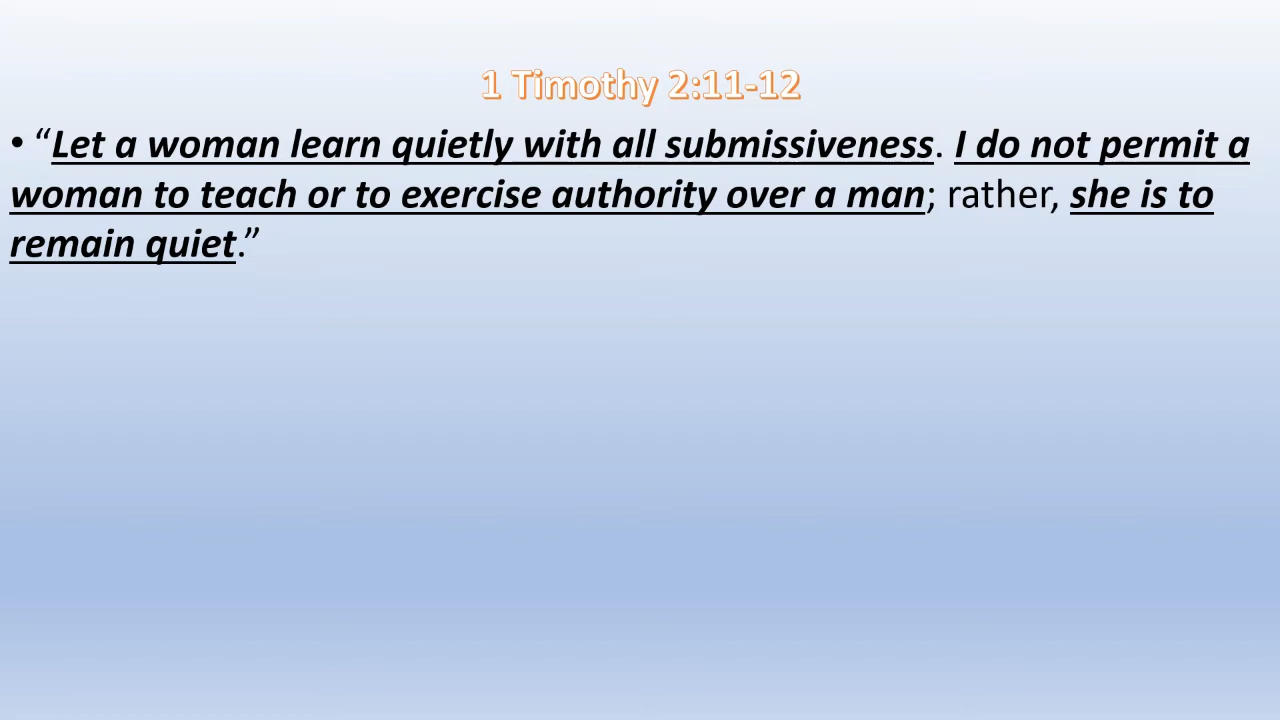 1 Timothy 2:11-12
• “Let a woman learn quietly with all submissiveness. I do not permit a
woman to teach or to exercise authority over a man; rather, she is to
remain quiet.”